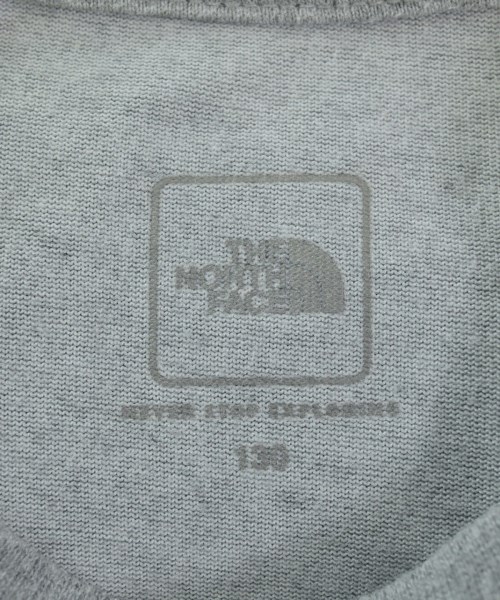 THE
NORTH
FACE
NEVER STOP EXPLORING
130